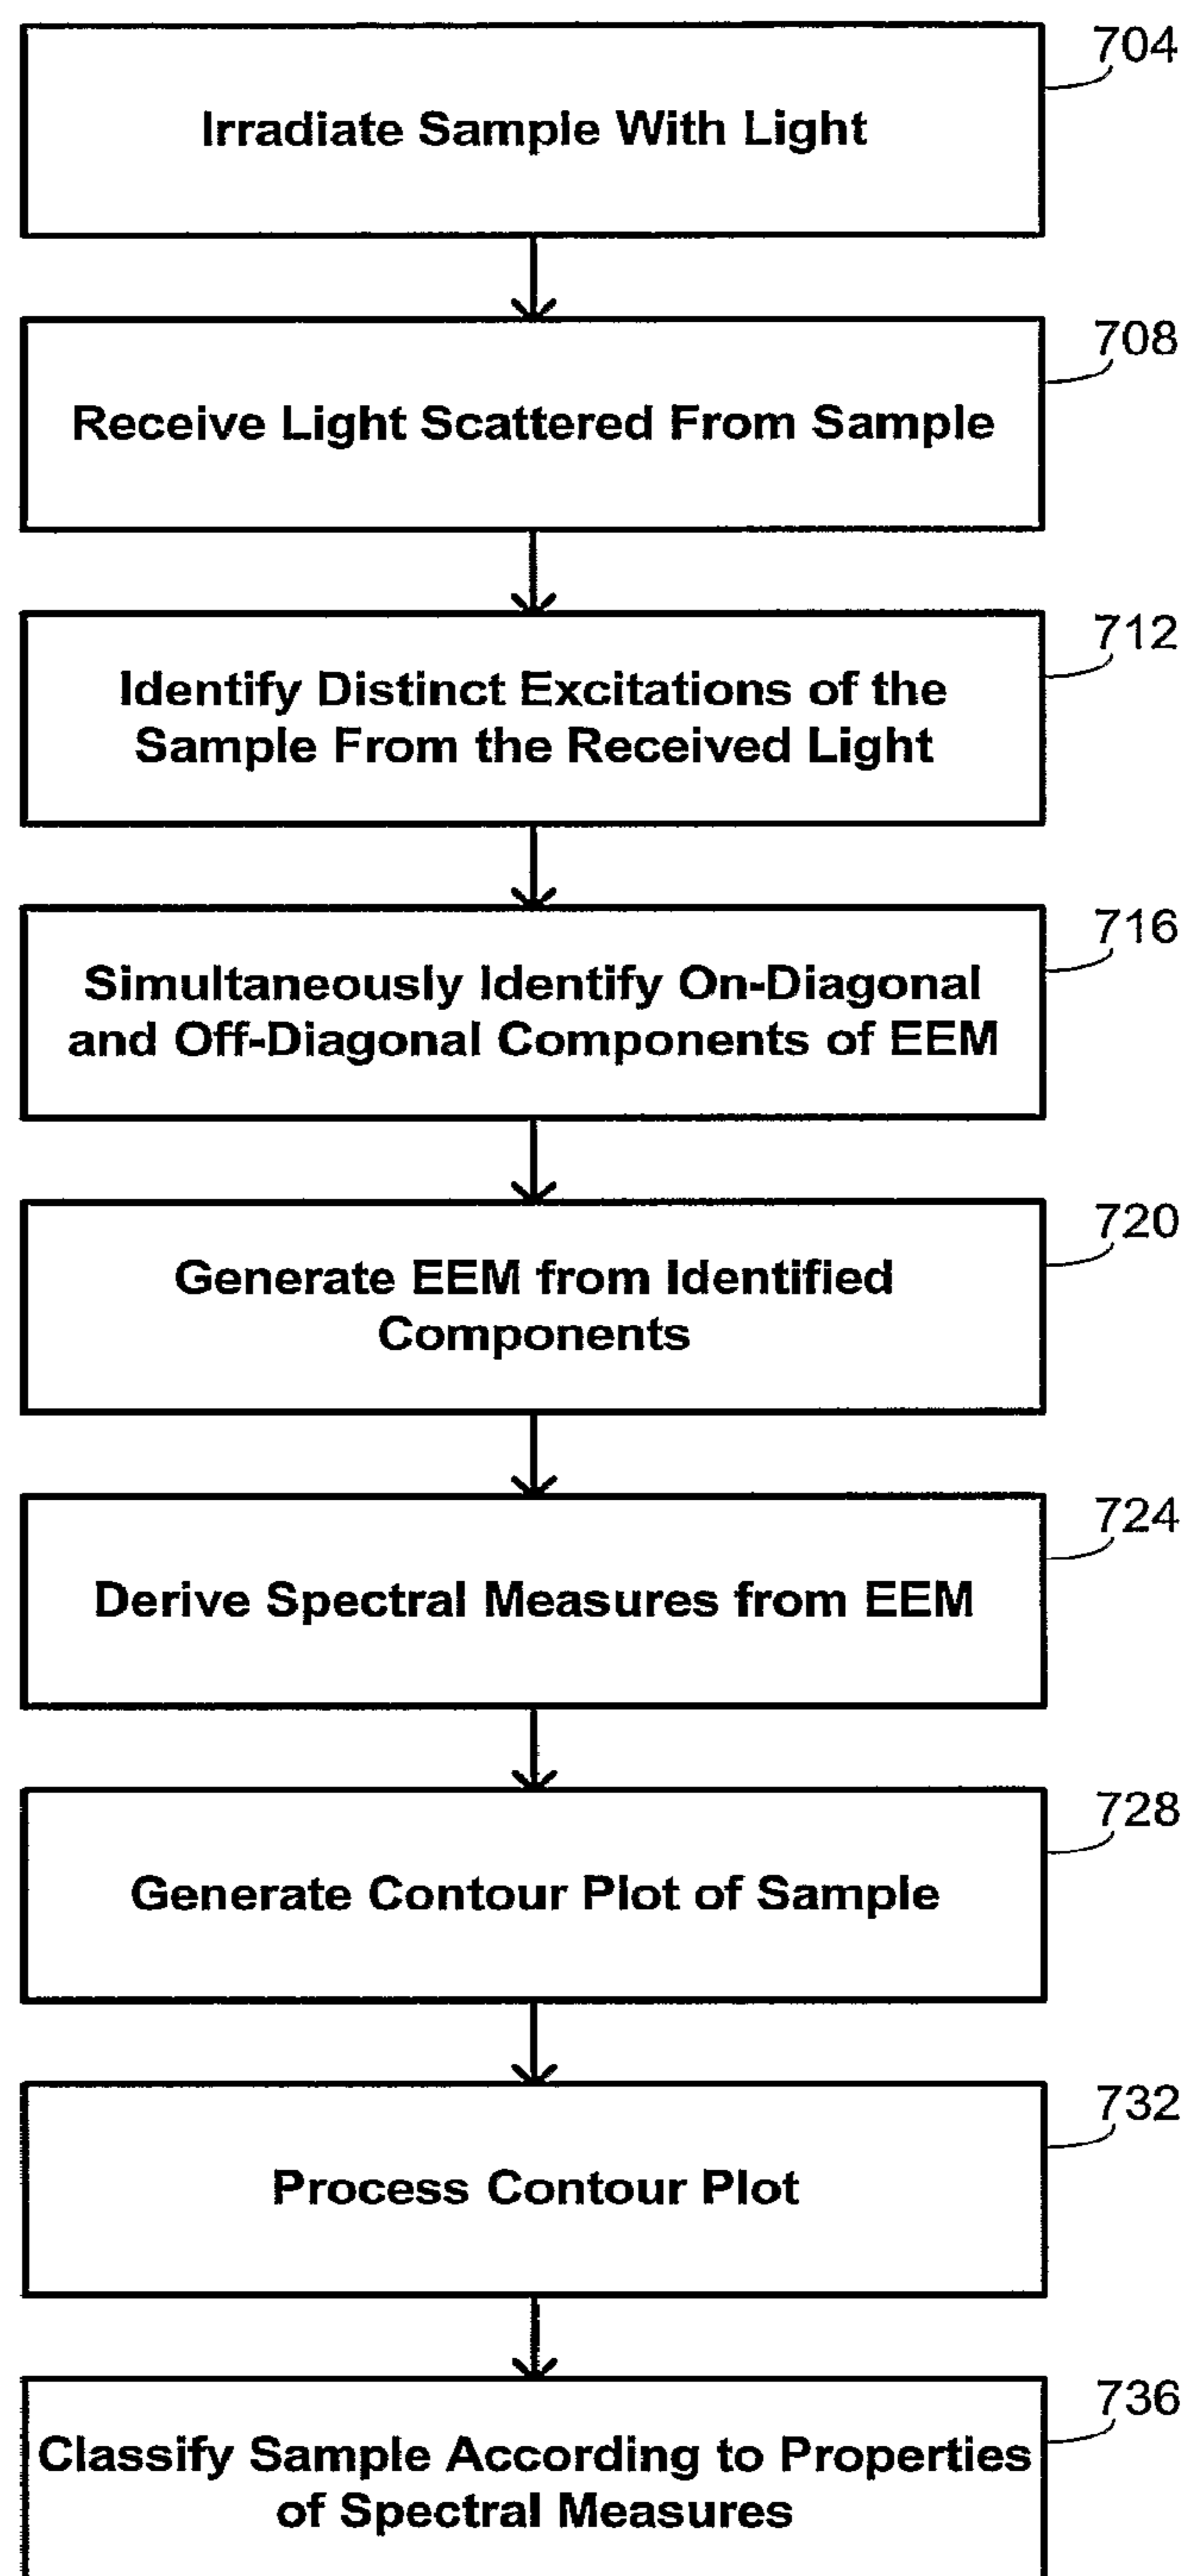 704
Irradiate Sample With Light
708
Receive Light Scattered From Sample
712
Identify Distinct Excitations of the
Sample From the Received Light
716
Simultaneously Identify On-Diagonal
and Off-Diagonal Components of EEM
720
Generate EEM from Identified
Components
724
Derive Spectral Measures from EEM
728
Generate Contour Plot of Sample
732
Process Contour Plot
736
Classify Sample According to Properties
of Spectral Measures